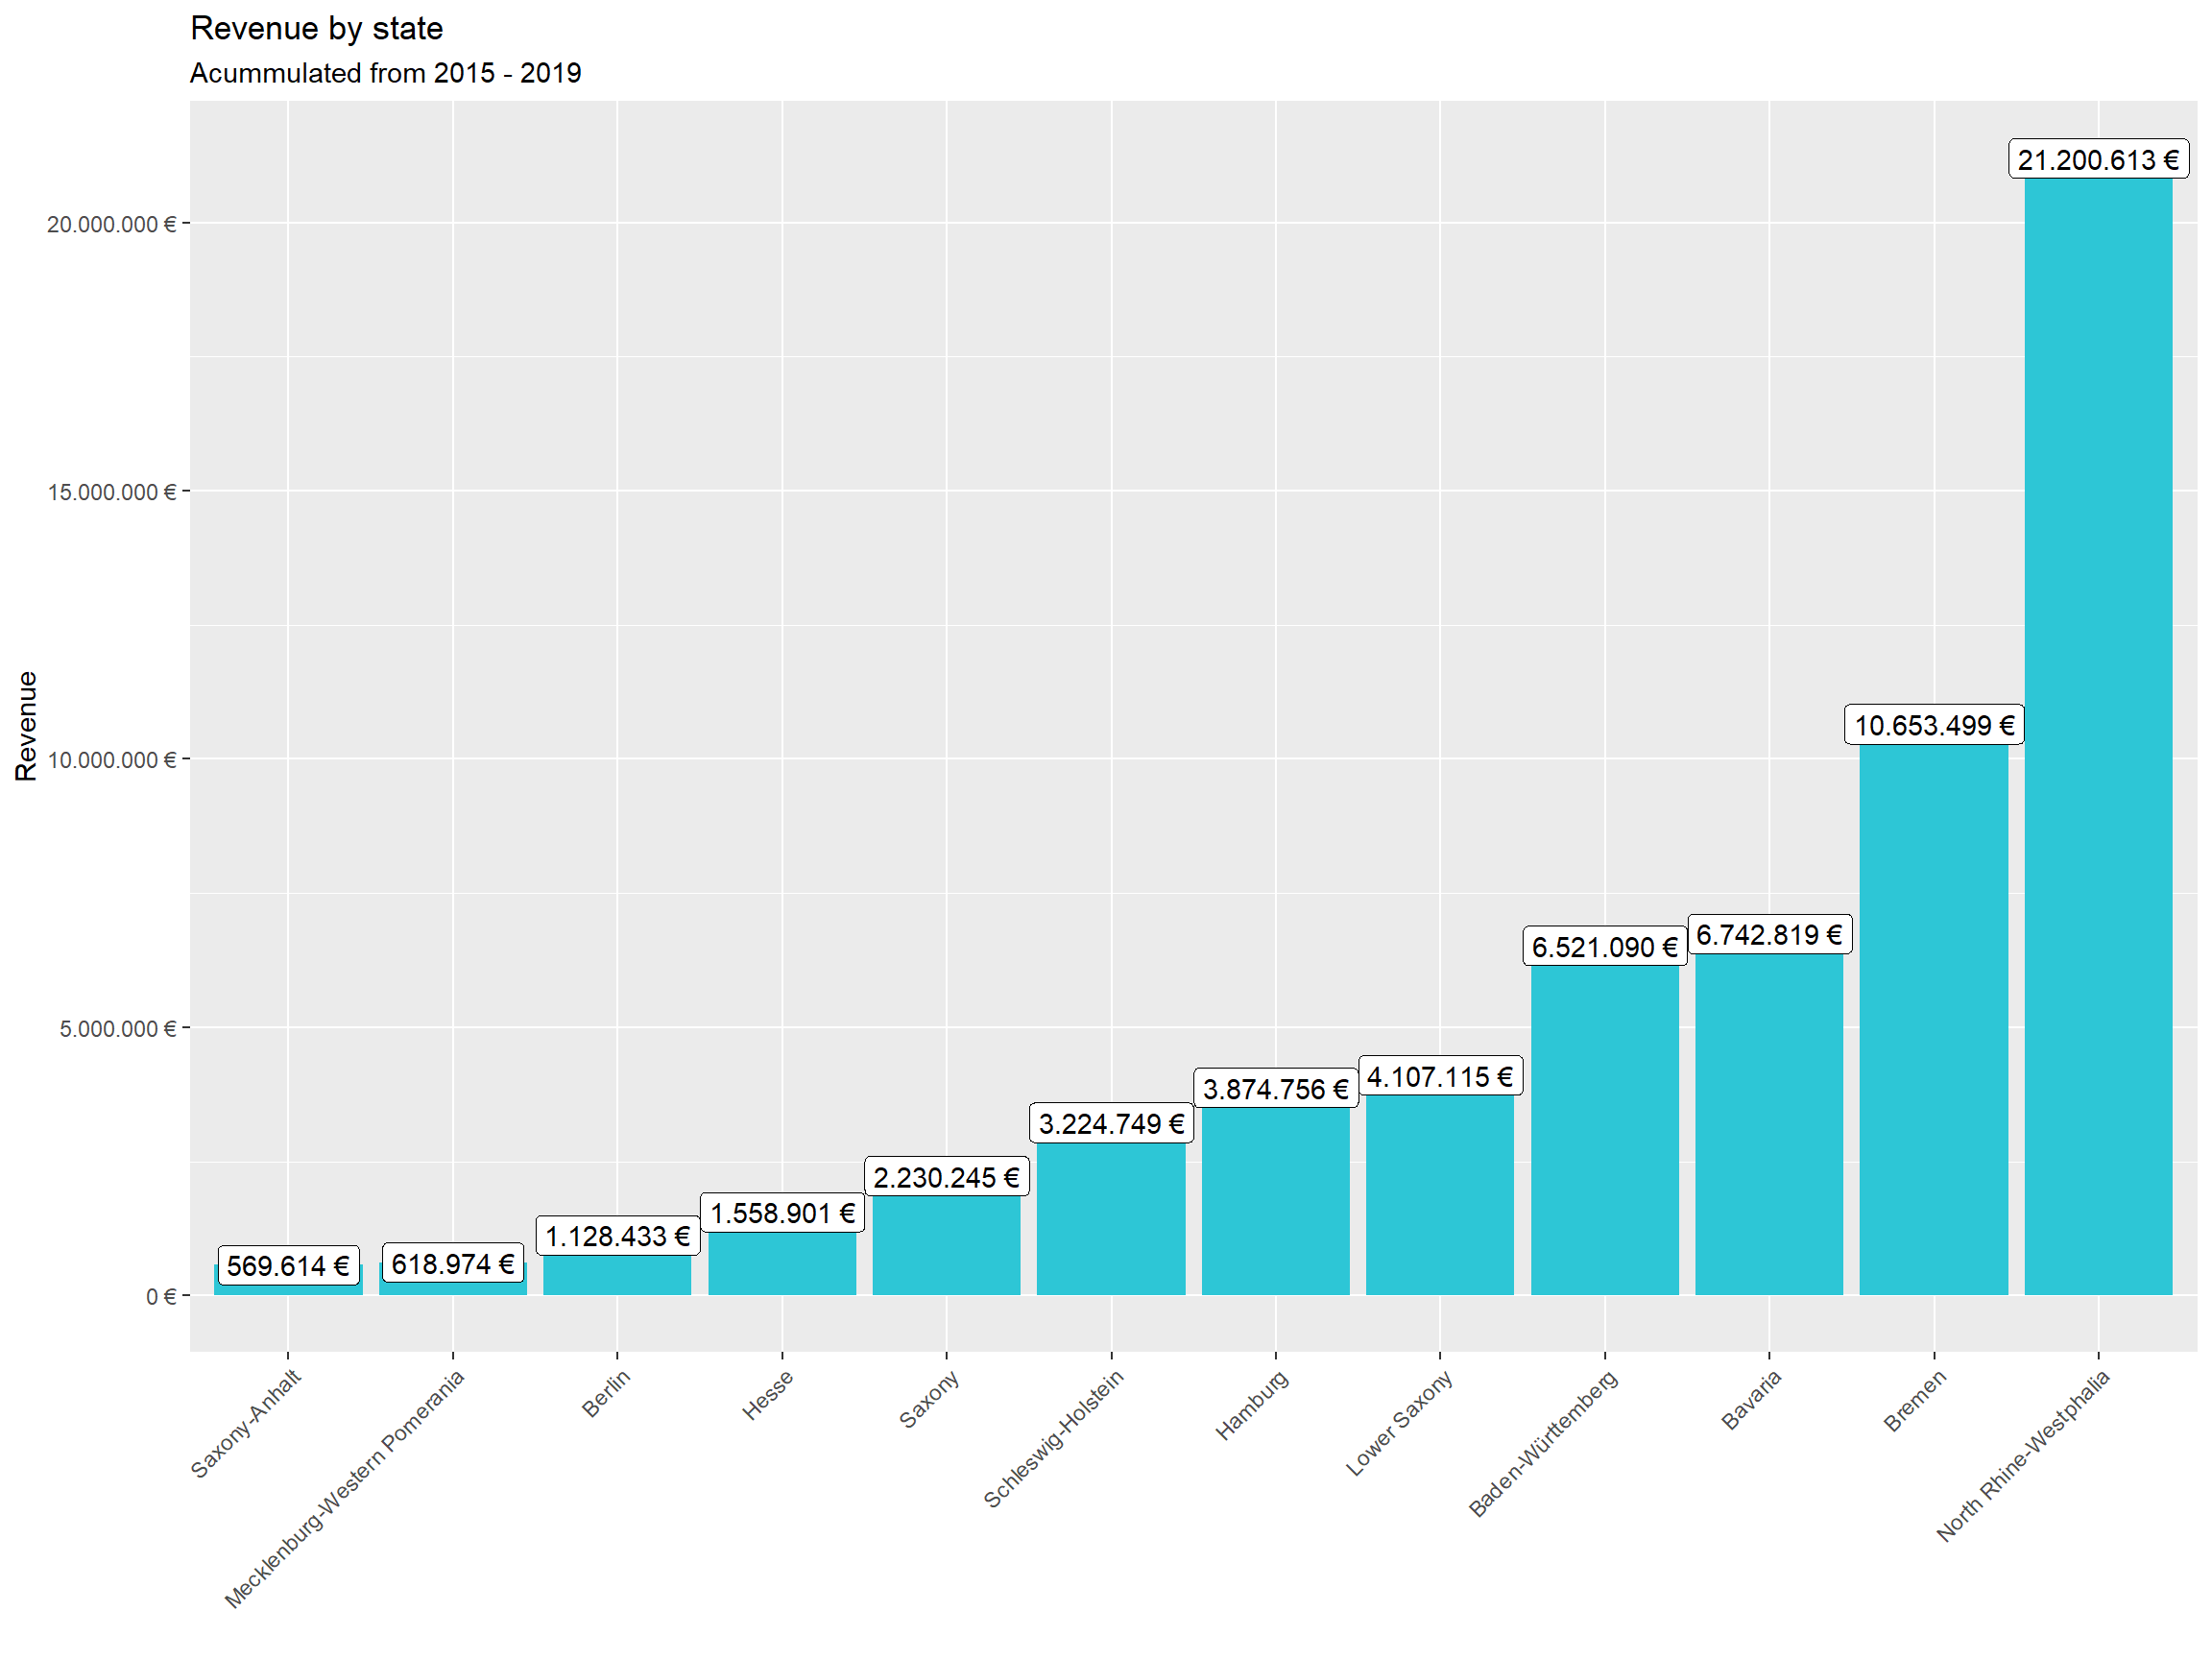 Revenue by state
Acummulated from 2015 - 2019
Revenue
20.000.000 €
15.000.000 €
10.000.000 €
5.000.000 €
0 €
569.614 €
618.974 €
1.128.433 €
1.558.901 €
2.230.245 €
3.224.749 €
3.874.756 €
4.107.115 €
6.521.090 €
6.742.819 €
10.653.499 €
21.200.613 €
Saxony-Anhalt
Mecklenburg-Western Pomerania
Berlin
Hesse
Saxony
Schleswig-Holstein
Hamburg
Lower Saxony
Baden-Württemberg
Bavaria
Bremen
North Rhine-Westphalia